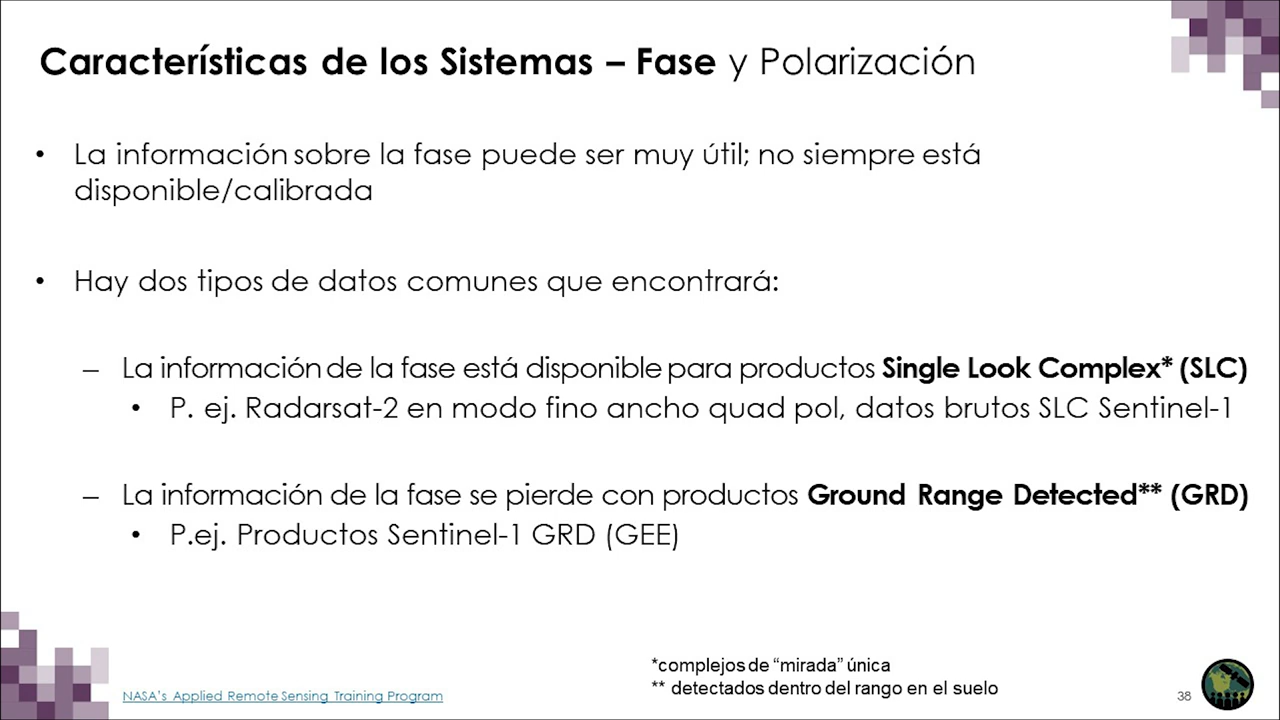 Características de los Sistemas – Fase y Polarización
• La información sobre la fase puede ser muy útil; no siempre está
disponible/calibrada
• Hay dos tipos de datos comunes que encontrará:
– La información de la fase está disponible para productos Single Look Complex* (SLC)
• P. ej. Radarsat-2 en modo fino ancho quad pol, datos brutos SLC Sentinel-1
– La información de la fase se pierde con productos Ground Range Detected** (GRD)
• P.ej. Productos Sentinel-1 GRD (GEE)
*complejos de “mirada” única
** detectados dentro del rango en el suelo
NASA's Applied Remote Sensing Training Program
38